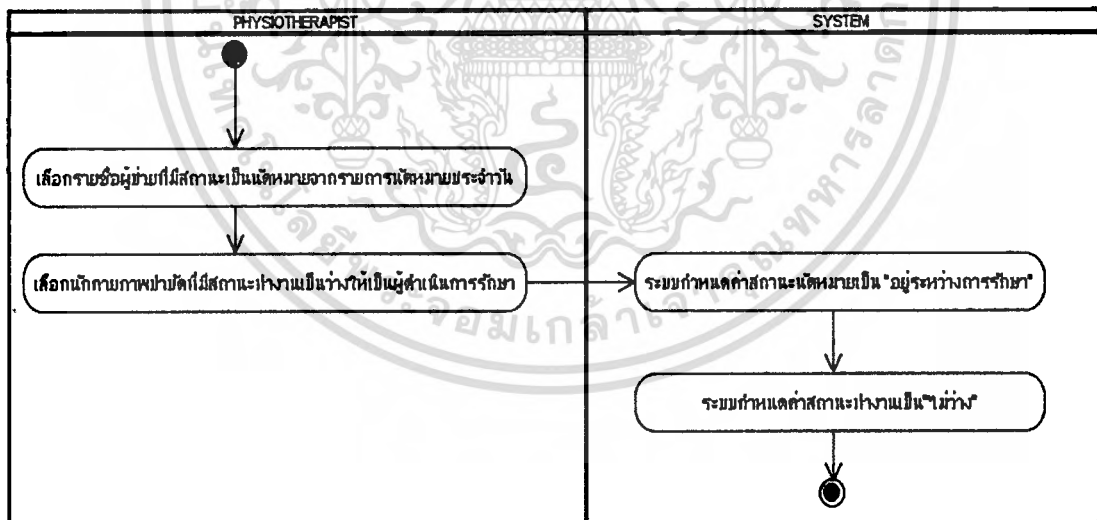 PHYSIOTHERAPIST
SYSTEM
เลือกรายชื่อผู้ป่วยที่มีสถานะเป็นนัดหมายจากรายการนัดหมายประจำวัน
เลือกนักกายภาพบำบัดที่มีสถานะทำงานเป็นว่างให้เป็นผู้ดำเนินการรักษา
ระบบกำหนดค่าสถานะนัดหมายเป็น "อยู่ระหว่างการรักษา"
ระบบกำหนดค่าสถานะทำงานเป็น"ไม่ว่าง"